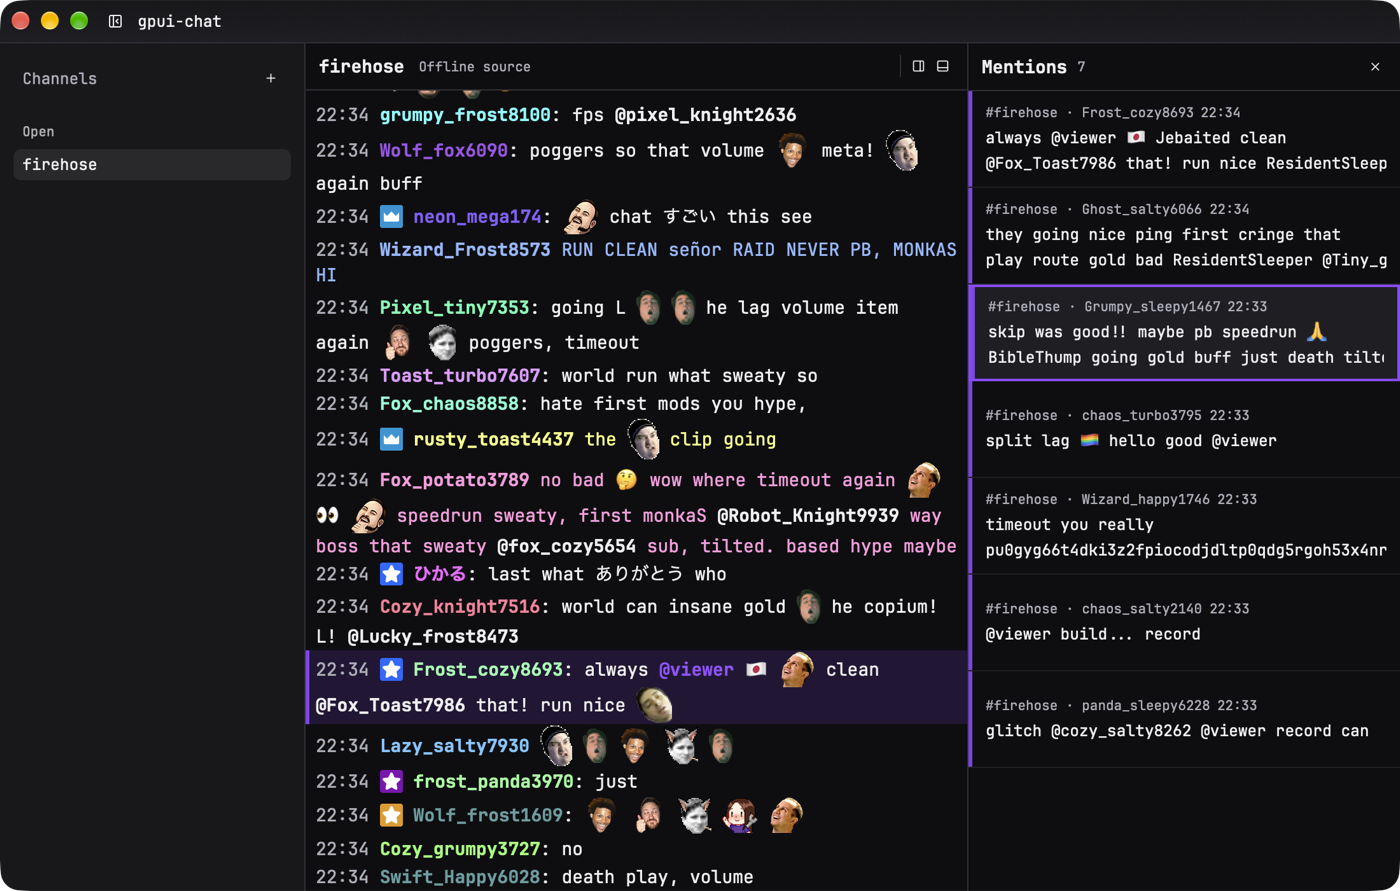 gpui-chat
Channels +
Open
firehose
firehose Offline source
22:34 grumpy_frost8100: fps @pixel_knight2636
22:34 Wolf_fox6090: poggers so that volume meta!
again buff
22:34 neon_mega174: chat すごい this see
22:34 Wizard_Frost8573 RUN CLEAN señor RAID NEVER PB, MONKAS
HI
22:34 Pixel_tiny7353: going L he lag volume item
again poggers, timeout
22:34 Toast_turbo7607: world run what sweaty so
22:34 Fox_chaos8858: hate first mods you hype,
22:34 rusty_toast4437 the clip going
22:34 Fox_potato3789 no bad 🤔 wow where timeout again
👀 speedrun sweaty, first monkaS @Robot_Knight9939 way
boss that sweaty @fox_cozy5654 sub, tilted. based hype maybe
22:34 ひかる: last what ありがとう who
22:34 Cozy_knight7516: world can insane gold he copium!
L! @Lucky_frost8473
22:34 Frost_cozy8693: always @viewer 🇯🇵 clean
@Fox_Toast7986 that! run nice
22:34 Lazy_salty7930
22:34 frost_panda3970: just
22:34 Wolf_frost1609:
22:34 Cozy_grumpy3727: no
22:34 Swift_Happy6028: death play, volume
Mentions 7
#firehose · Frost_cozy8693 22:34
always @viewer 🇯🇵 Jebaited clean
@Fox_Toast7986 that! run nice ResidentSleep
#firehose · Ghost_salty6066 22:34
they going nice ping first cringe that
play route gold bad ResidentSleeper @Tiny_g
#firehose · Grumpy_sleepy1467 22:33
skip was good!! maybe pb speedrun 🙏
BibleThump going gold buff just death tilt
#firehose · chaos_turbo3795 22:33
split lag 🏳️‍🌈 hello good @viewer
#firehose · Wizard_happy1746 22:33
timeout you really
pu0gyg66t4dki3z2fpiocodjdltp0qdg5rgoh53x4nr
#firehose · chaos_salty2140 22:33
@viewer build... record
#firehose · panda_sleepy6228 22:33
glitch @cozy_salty8262 @viewer record can